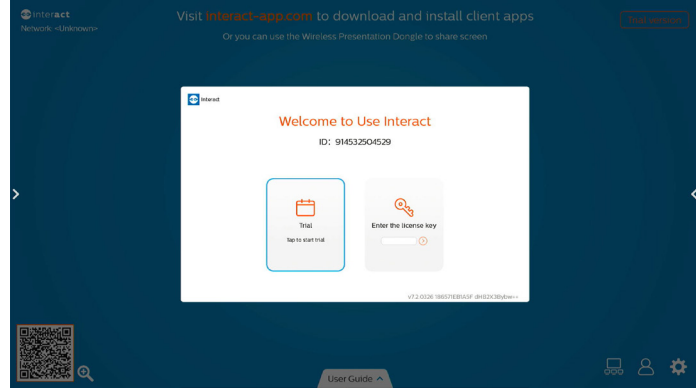 interact
Network: <Unknown>
Visit interact-app.com to download and install client apps
Or you can use the Wireless Presentation Dongle to share screen
Trial version
Interact
Welcome to Use Interact
ID: 914532504529
Trial
Tap to start trial
Enter the license key
User Guide